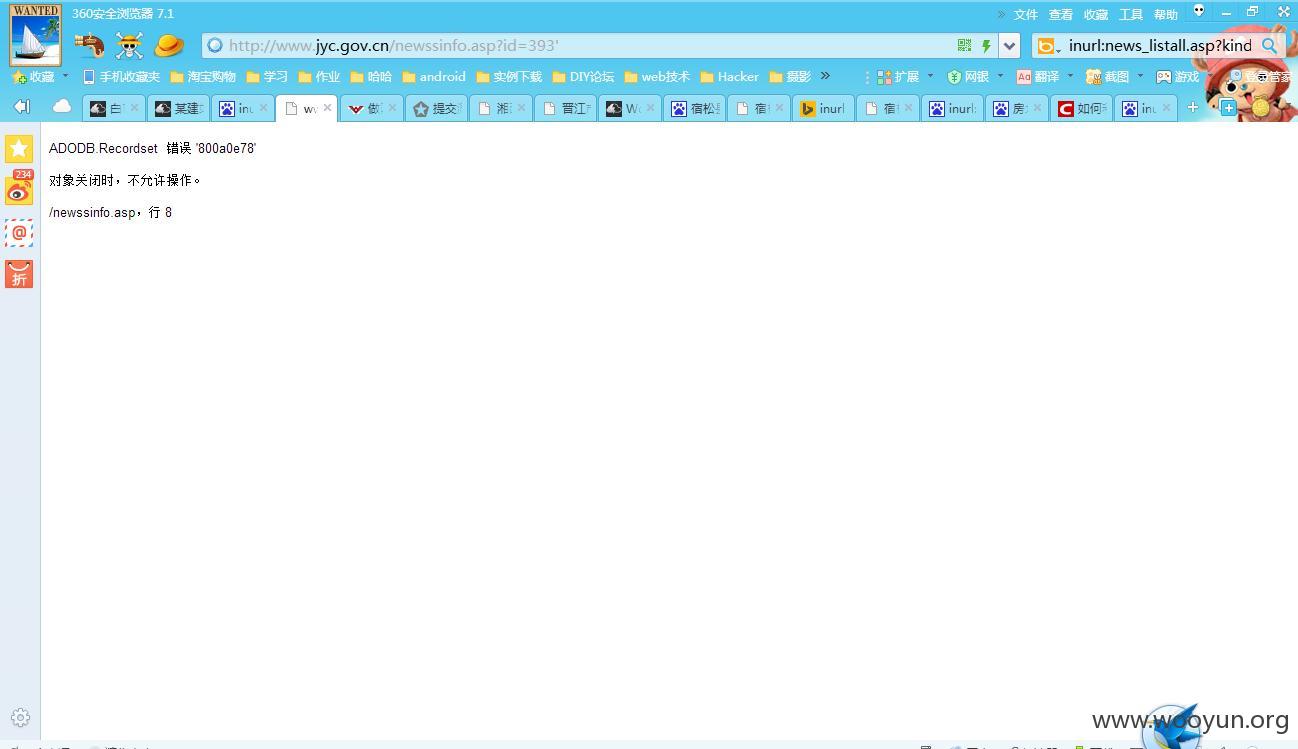 WANTED
360安全浏览器 7.1
» 文件 查看 收藏 工具 帮助
http://www.jyc.gov.cn/newssinfo.asp?id=393'
inurl:news_listall.asp?kind
收藏 手机收藏夹 淘宝购物 学习 作业 哈哈 android 实例下载 DIY论坛 web技术 Hacker 摄影 »
扩展 网银 翻译 截图 游戏 登录管家
某建 inu 做 提交 湘 晋江 宿松 宿 inurl 宿 inurl: 房 如何 inu
ADODB.Recordset 错误 '800a0e78'
对象关闭时，不允许操作。
/newssinfo.asp，行 8
234
@
折
www.wooyun.org